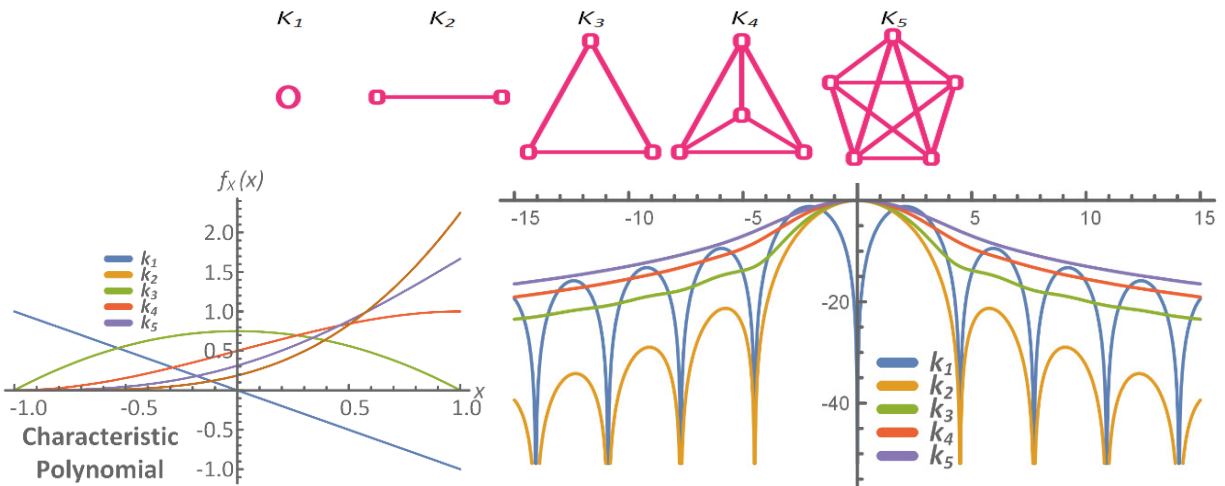 K1 K2 K3 K4 K5
fX(x)
2.0
1.5
1.0
0.5
-0.5
-1.0
-1.0 -0.5 0.5 1.0 x
k1
k2
k3
k4
k5
Characteristic
Polynomial
-15 -10 -5 5 10 15
-20
-40
k1
k2
k3
k4
k5